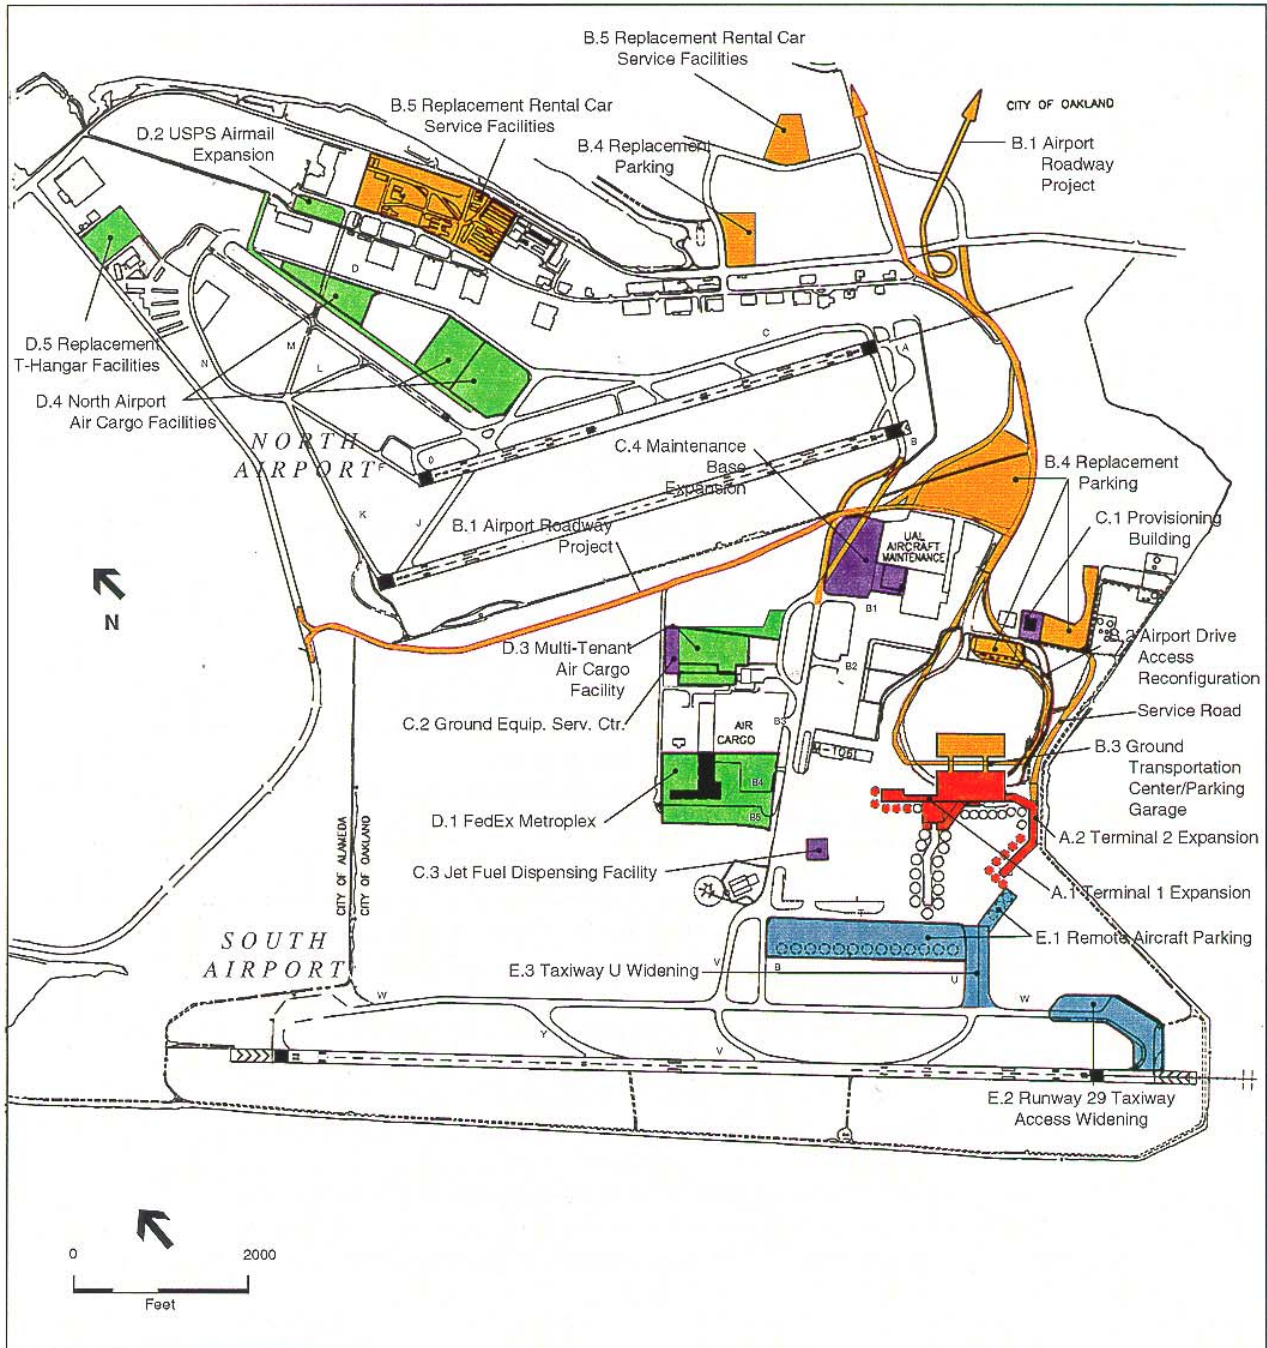 B.5 Replacement Rental Car
Service Facilities
B.5 Replacement Rental Car
Service Facilities
CITY OF OAKLAND
D.2 USPS Airmail
Expansion
B.4 Replacement
Parking
B.1 Airport
Roadway
Project
D
C
A
D.5 Replacement
T-Hangar Facilities
N
M
L
D.4 North Airport
Air Cargo Facilities
NORTH
AIRPORT
F
D
J
B
C.4 Maintenance
Base
Expansion
B.4 Replacement
Parking
C.1 Provisioning
Building
K
J
B.1 Airport Roadway
Project
UAL
AIRCRAFT
MAINTENANCE
N
B1
D.3 Multi-Tenant
Air Cargo
Facility
B2
B.2 Airport Drive
Access
Reconfiguration
C.2 Ground Equip. Serv. Ctr.
B3
AIR
CARGO
Service Road
M-TOBI
B.3 Ground
Transportation
Center/Parking
Garage
B4
B5
D.1 FedEx Metroplex
A.2 Terminal 2 Expansion
CITY OF ALAMEDA
CITY OF OAKLAND
C.3 Jet Fuel Dispensing Facility
A.1 Terminal 1 Expansion
T
SOUTH
AIRPORT
E.1 Remote Aircraft Parking
E.3 Taxiway U Widening
V
B
U
W
W
Y
V
E.2 Runway 29 Taxiway
Access Widening
0
2000
Feet